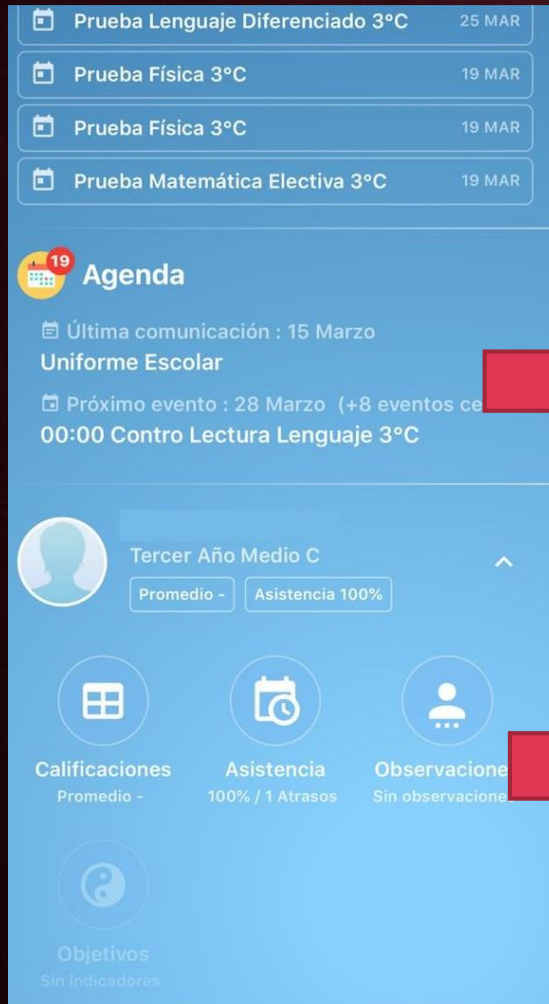 Prueba Lenguaje Diferenciado 3°C 25 MAR
Prueba Física 3°C 19 MAR
Prueba Física 3°C 19 MAR
Prueba Matemática Electiva 3°C 19 MAR
19
Agenda
Última comunicación : 15 Marzo
Uniforme Escolar
Próximo evento : 28 Marzo (+8 eventos
00:00 Contro Lectura Lenguaje 3°C
Tercer Año Medio C
Promedio - Asistencia 100%
Calificaciones Asistencia
Promedio - 100% / 1 Atrasos Sin
Objetivos
Sin indicadores